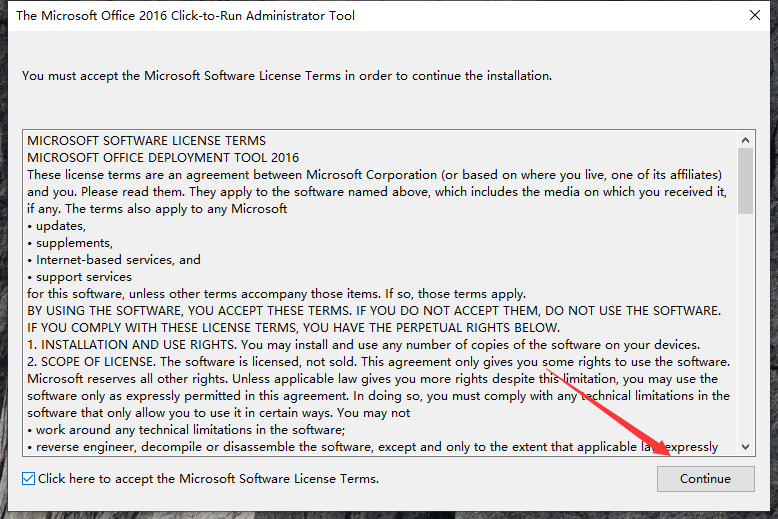 The Microsoft Office 2016 Click-to-Run Administrator Tool
You must accept the Microsoft Software License Terms in order to continue the installation.
MICROSOFT SOFTWARE LICENSE TERMS
MICROSOFT OFFICE DEPLOYMENT TOOL 2016
These license terms are an agreement between Microsoft Corporation (or based on where you live, one of its affiliates)
and you. Please read them. They apply to the software named above, which includes the media on which you received it,
if any. The terms also apply to any Microsoft
• updates,
• supplements,
• Internet-based services, and
• support services
for this software, unless other terms accompany those items. If so, those terms apply.
BY USING THE SOFTWARE, YOU ACCEPT THESE TERMS. IF YOU DO NOT ACCEPT THEM, DO NOT USE THE SOFTWARE.
IF YOU COMPLY WITH THESE LICENSE TERMS, YOU HAVE THE PERPETUAL RIGHTS BELOW.
1. INSTALLATION AND USE RIGHTS. You may install and use any number of copies of the software on your devices.
2. SCOPE OF LICENSE. The software is licensed, not sold. This agreement only gives you some rights to use the software.
Microsoft reserves all other rights. Unless applicable law gives you more rights despite this limitation, you may use the
software only as expressly permitted in this agreement. In doing so, you must comply with any technical limitations in the
software that only allow you to use it in certain ways. You may not
• work around any technical limitations in the software;
• reverse engineer, decompile or disassemble the software, except and only to the extent that applicable law expressly
Click here to accept the Microsoft Software License Terms.
Continue